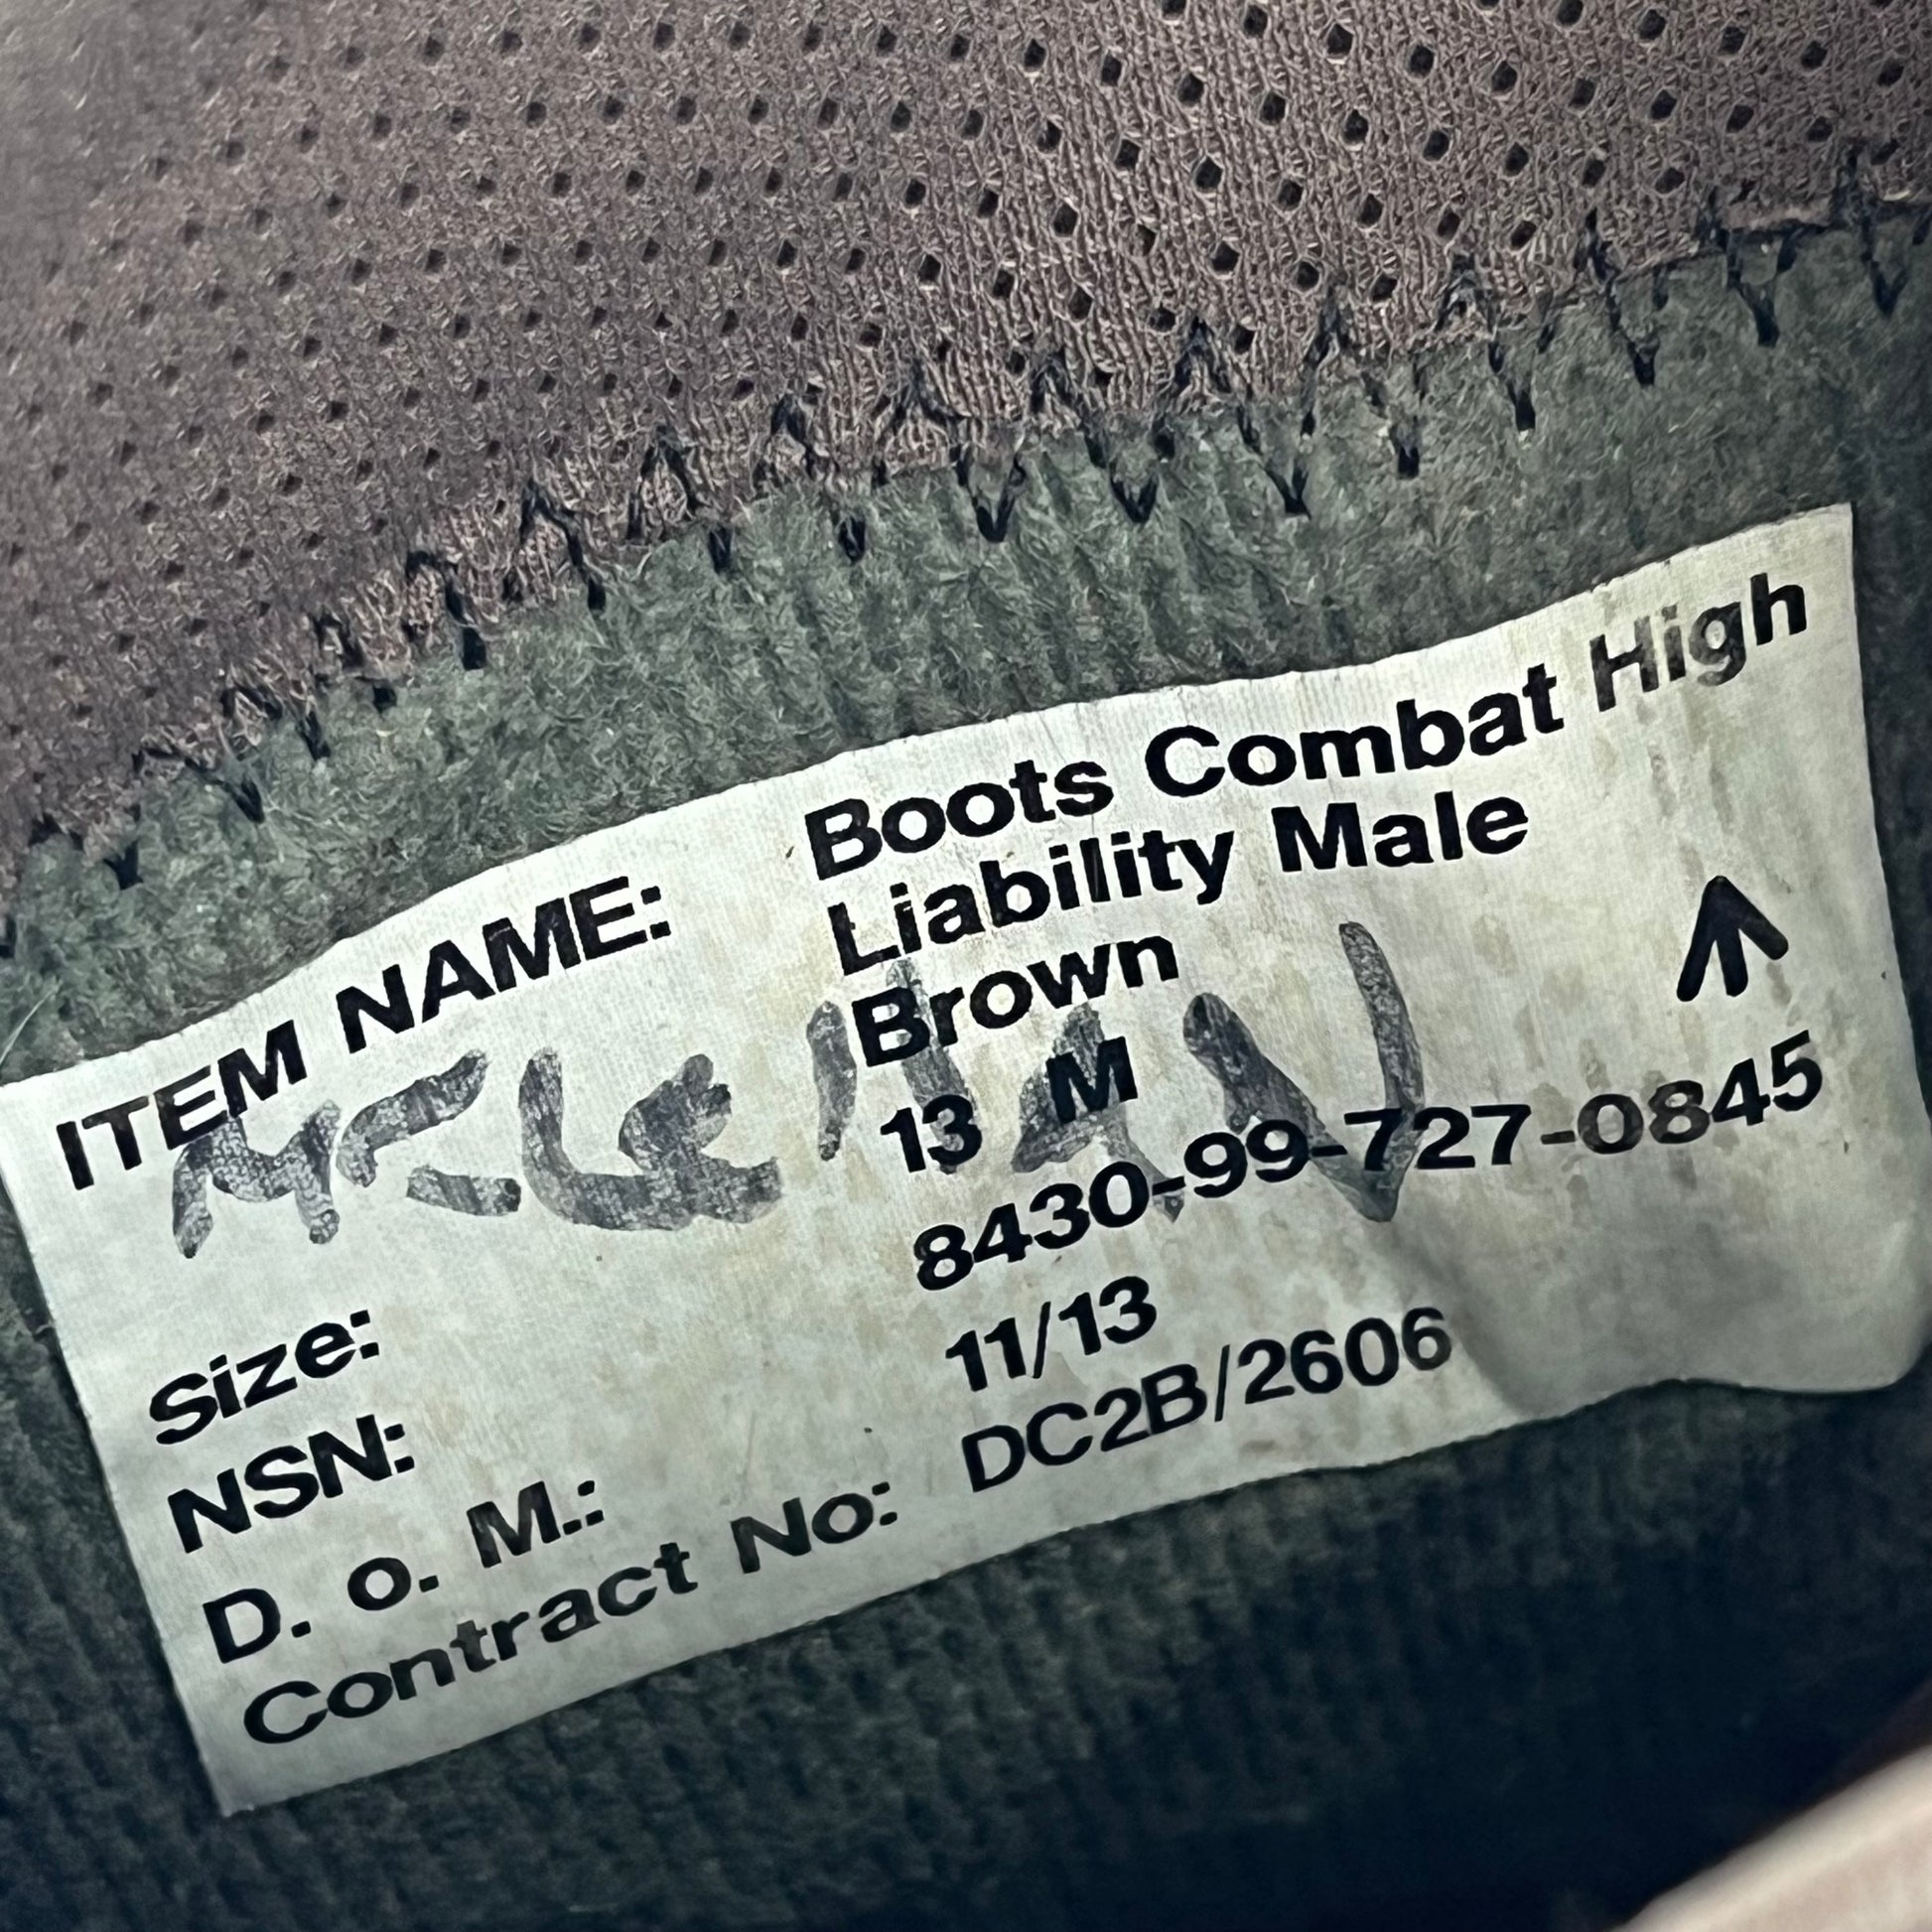 ITEM NAME: Boots Combat High
Liability Male
Brown
Size: 13 M
NSN: 8430-99-727-0845
D. o. M.: 11/13
Contract No: DC2B/2606